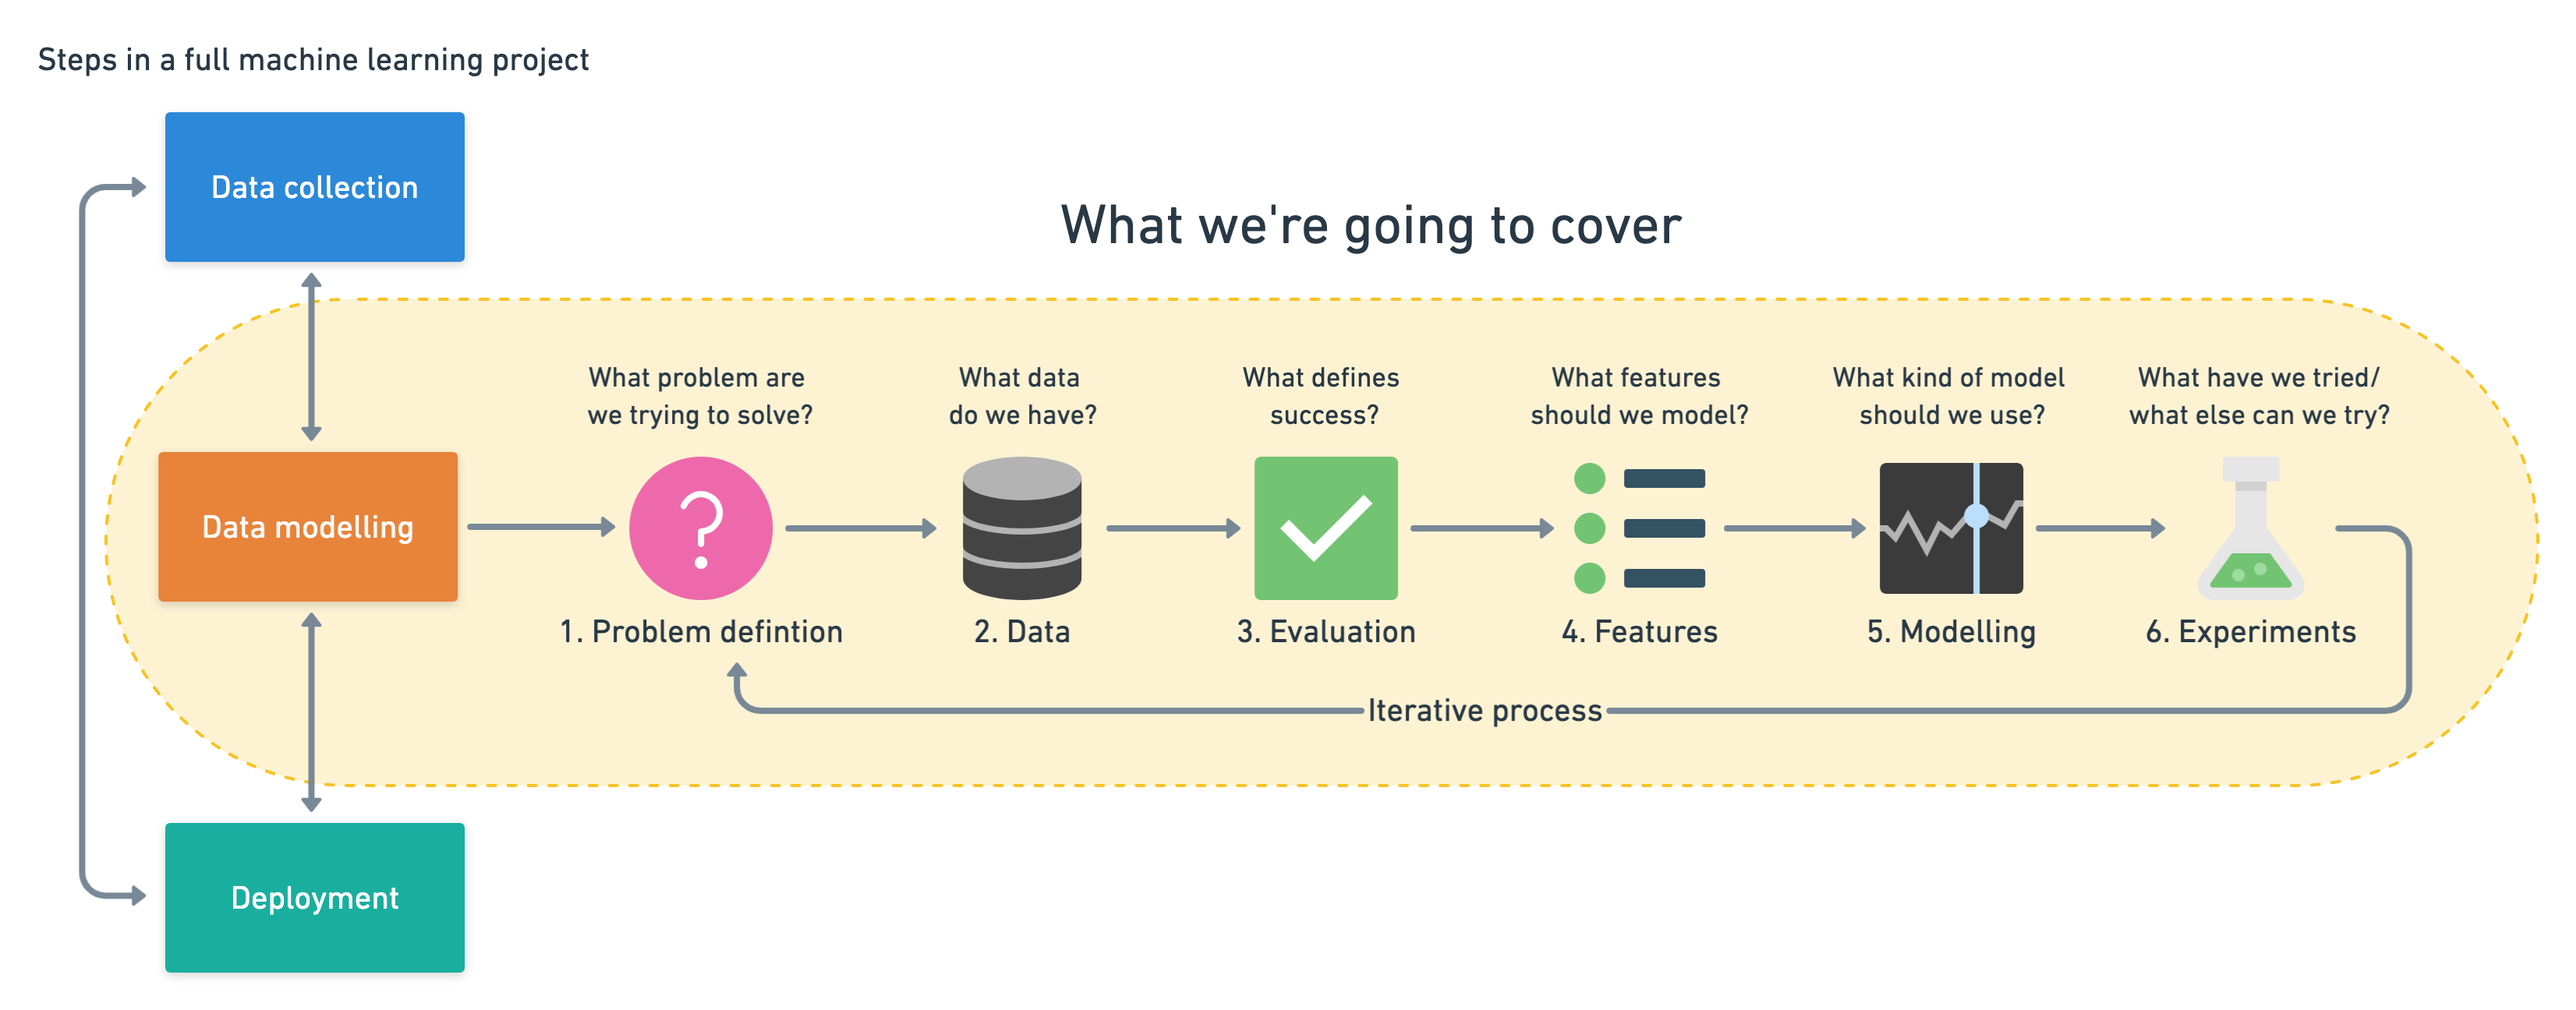 Steps in a full machine learning project
Data collection
What we're going to cover
What problem are
we trying to solve?
What data
do we have?
What defines
success?
What features
should we model?
What kind of model
should we use?
What have we tried/
what else can we try?
Data modelling
1. Problem defintion
2. Data
3. Evaluation
4. Features
5. Modelling
6. Experiments
Iterative process
Deployment